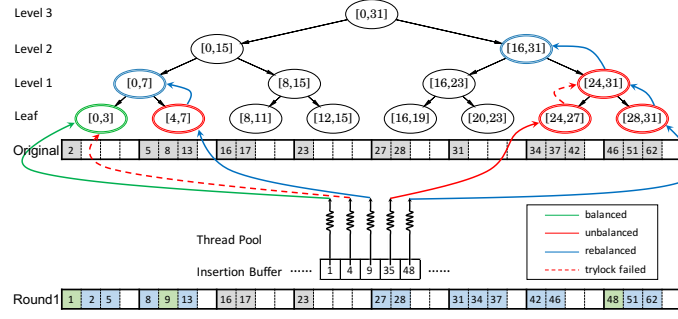 Level 3 [0,31]
Level 2 [0,15] [16,31]
Level 1 [0,7] [8,15] [16,23] [24,31]
Leaf [0,3] [4,7] [8,11] [12,15] [16,19] [20,23] [24,27] [28,31]
Original 2 5 8 13 16 17 23 27 28 31 34 37 42 46 51 62
Thread Pool
Insertion Buffer ...... 1 4 9 35 48 ......
balanced
unbalanced
rebalanced
trylock failed
Round1 1 2 5 8 9 13 16 17 23 27 28 31 34 37 42 46 48 51 62